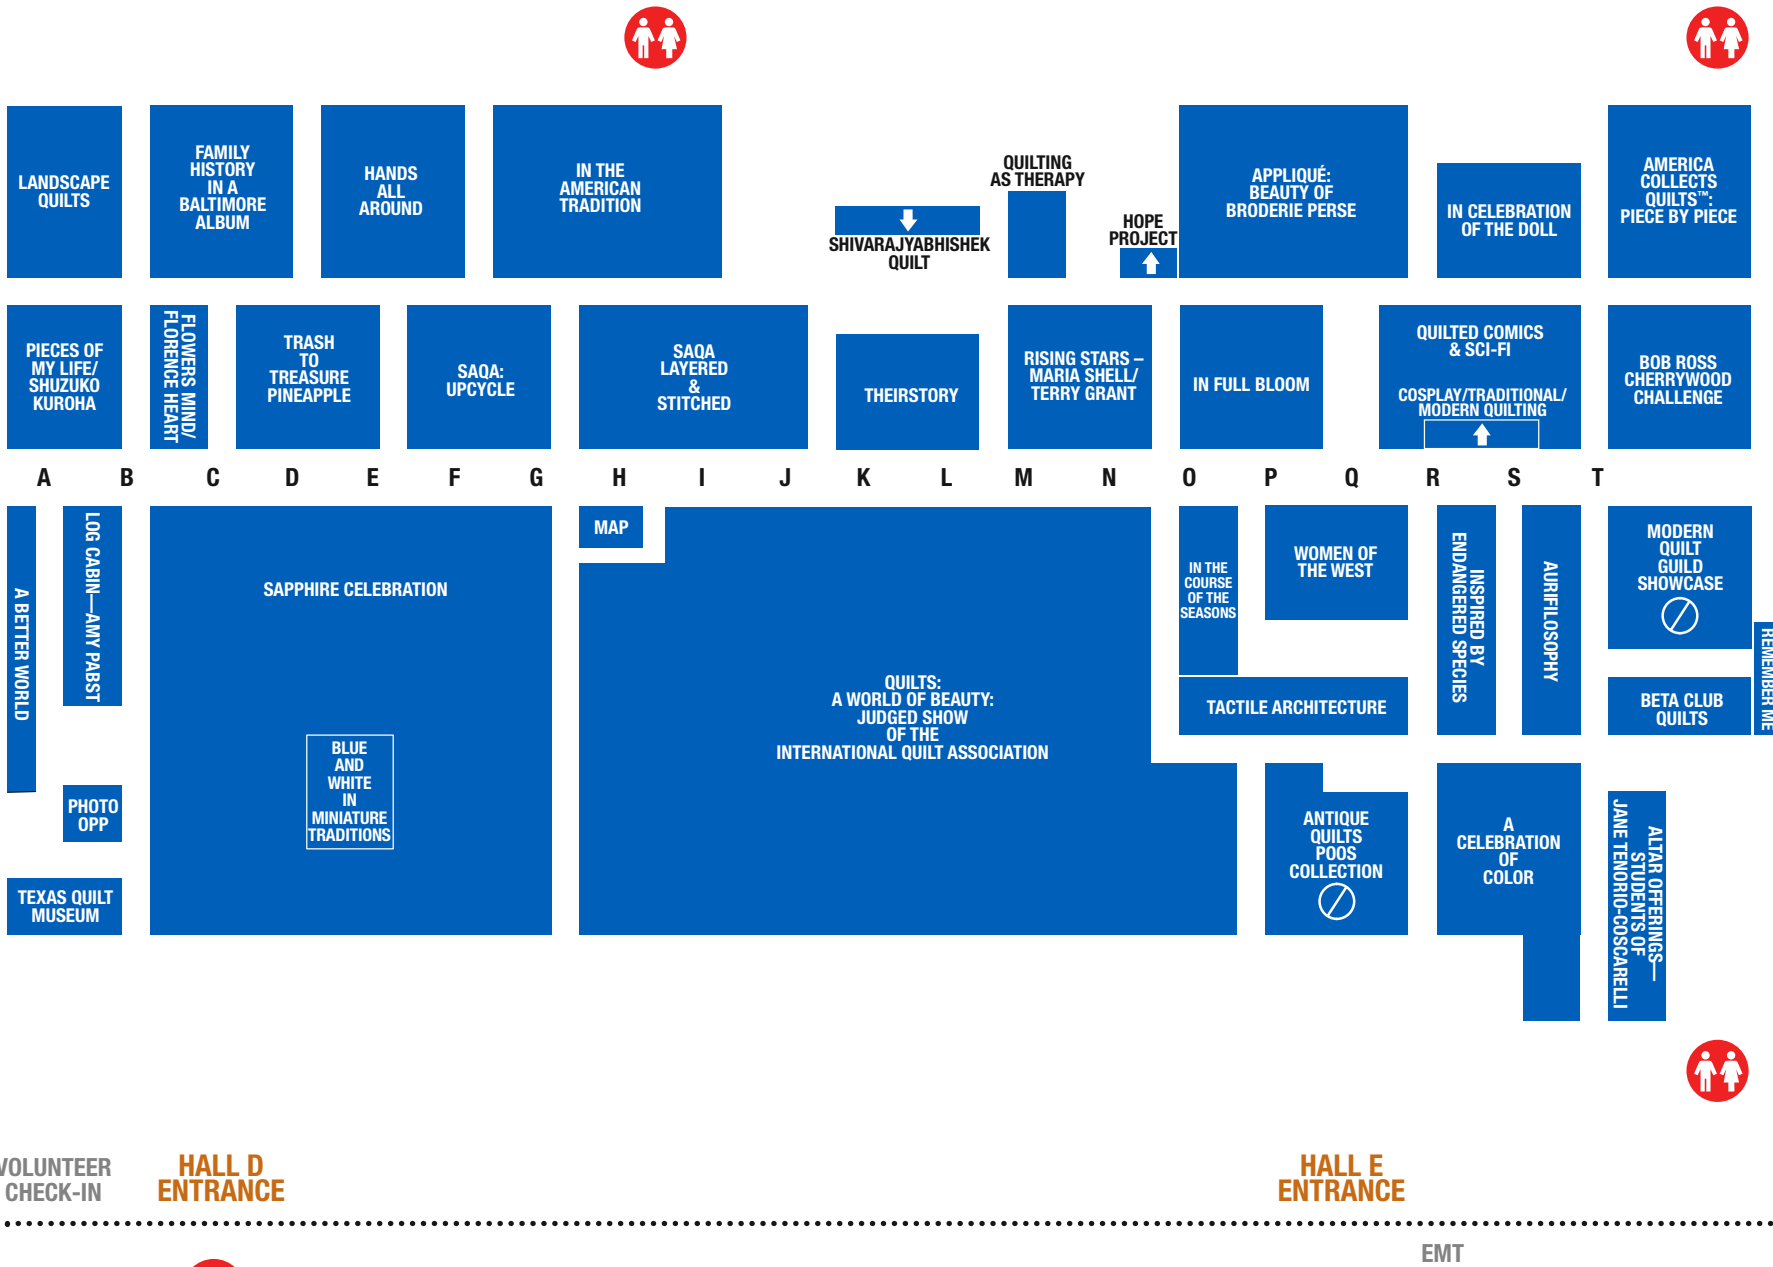 LANDSCAPE
QUILTS
FAMILY
HISTORY
IN A
BALTIMORE
ALBUM
HANDS
ALL
AROUND
IN THE
AMERICAN
TRADITION
SHIVARAJYABHISHEK
QUILT
QUILTING
AS THERAPY
HOPE
PROJECT
APPLIQUÉ:
BEAUTY OF
BRODERIE PERSE
IN CELEBRATION
OF THE DOLL
AMERICA
COLLECTS
QUILTS™:
PIECE BY PIECE
PIECES OF
MY LIFE/
SHUZUKO
KUROHA
FLOWERS MIND/
FLORENCE HEART
TRASH
TO
TREASURE
PINEAPPLE
SAQA:
UPCYCLE
SAQA
LAYERED
&
STITCHED
THEIRSTORY
RISING STARS –
MARIA SHELL/
TERRY GRANT
IN FULL BLOOM
QUILTED COMICS
& SCI-FI
COSPLAY/TRADITIONAL/
MODERN QUILTING
BOB ROSS
CHERRYWOOD
CHALLENGE
A B C D E F G H I J K L M N O P Q R S T
A BETTER WORLD
LOG CABIN—AMY PABST
PHOTO
OPP
TEXAS QUILT
MUSEUM
SAPPHIRE CELEBRATION
BLUE
AND
WHITE
IN
MINIATURE
TRADITIONS
MAP
QUILTS:
A WORLD OF BEAUTY:
JUDGED SHOW
OF THE
INTERNATIONAL QUILT ASSOCIATION
IN THE
COURSE
OF THE
SEASONS
WOMEN OF
THE WEST
TACTILE ARCHITECTURE
ANTIQUE
QUILTS
POOS
COLLECTION
INSPIRED BY
ENDANGERED SPECIES
AURIFILOSOPHY
A
CELEBRATION
OF
COLOR
MODERN
QUILT
GUILD
SHOWCASE
REMEMBER ME
BETA CLUB
QUILTS
ALTAR OFFERINGS—
STUDENTS OF
JANE TENORIO-COSCARELLI
VOLUNTEER
CHECK-IN
HALL D
ENTRANCE
HALL E
ENTRANCE
EMT